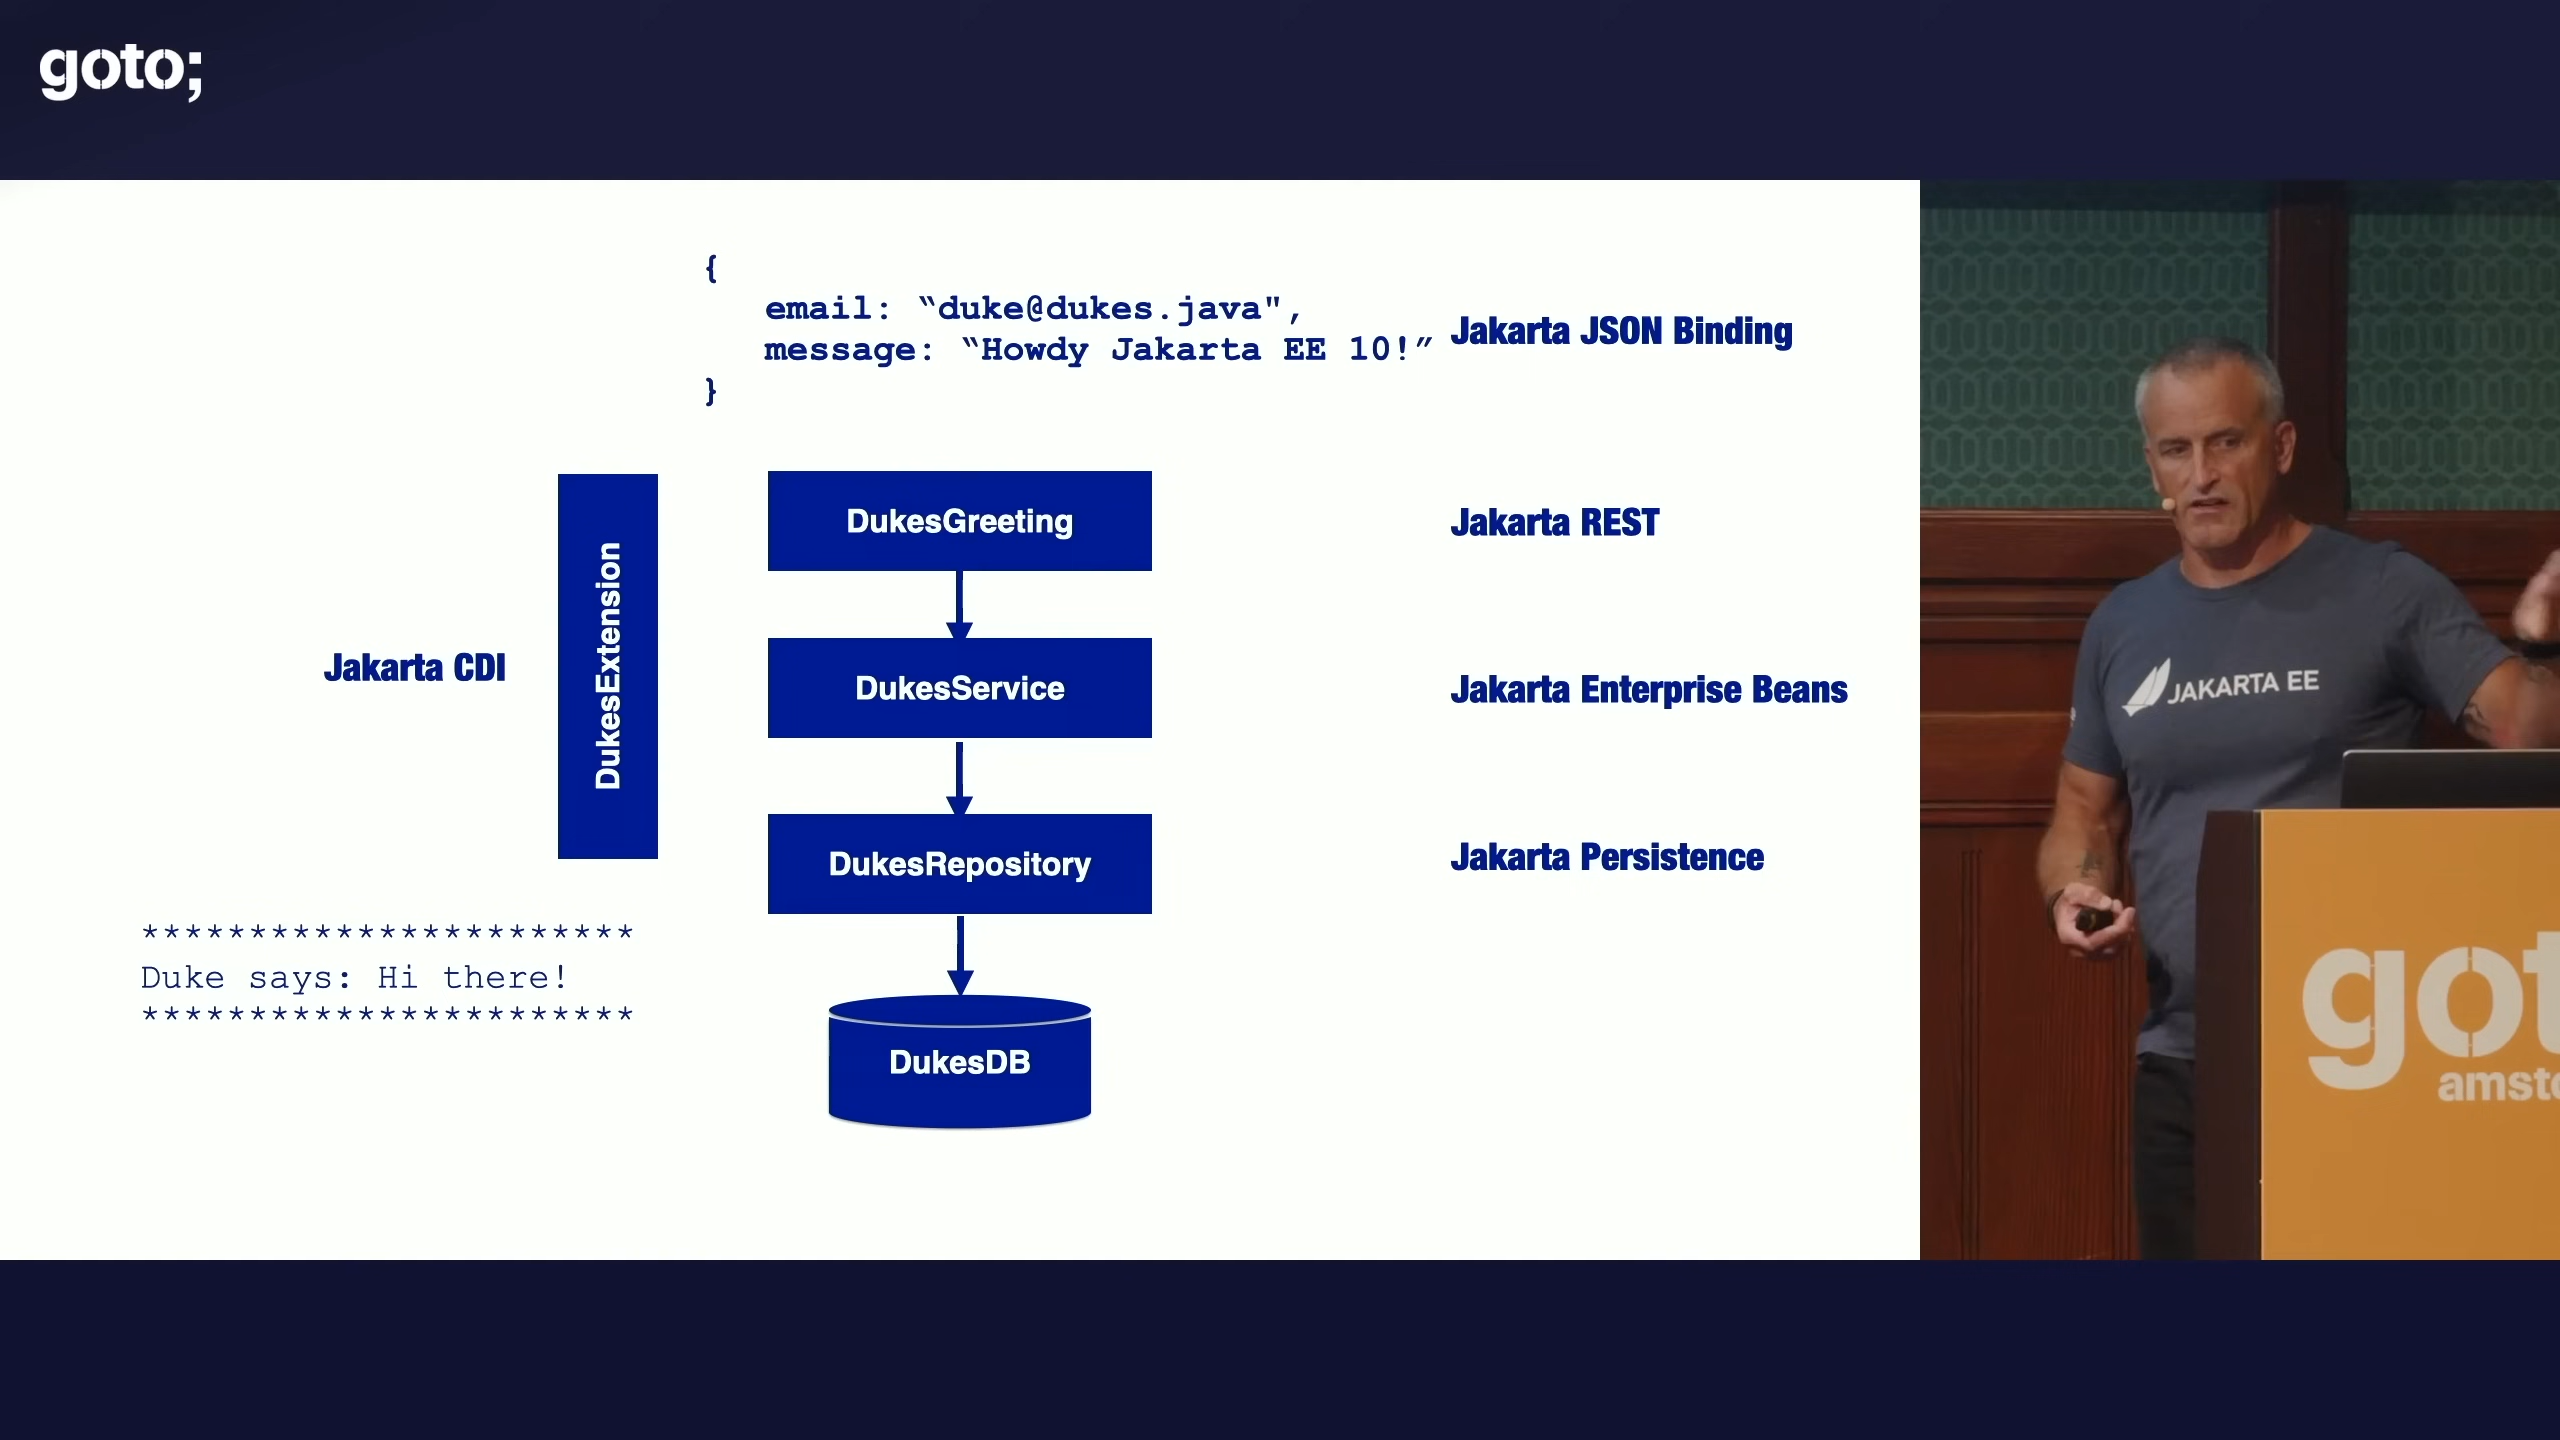 goto;
{
email: “duke@dukes.java",
message: “Howdy Jakarta EE 10!”
}
Jakarta JSON Binding
DukesGreeting
Jakarta REST
DukesExtension
Jakarta CDI
DukesService
Jakarta Enterprise Beans
DukesRepository
Jakarta Persistence
***********************
Duke says: Hi there!
***********************
DukesDB
JAKARTA EE